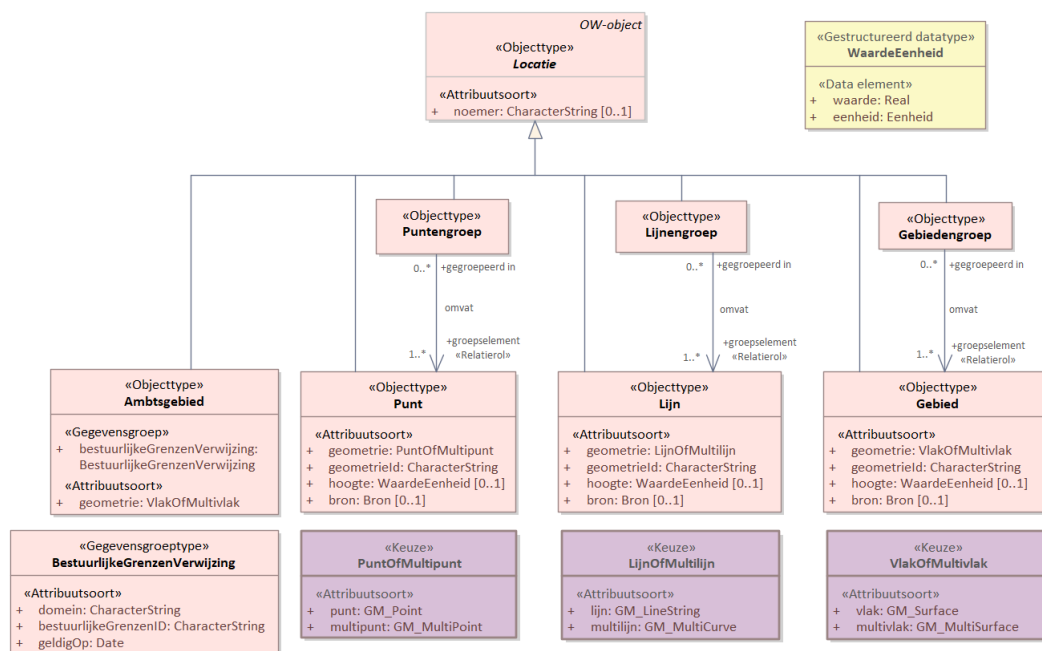 OW-object
«Objecttype»
Locatie
«Attribuutsoort»
+ noemer: CharacterString [0..1]
«Gestructureerd datatype»
WaardeEenheid
«Data element»
+ waarde: Real
+ eenheid: Eenheid
«Objecttype»
Puntengroep
«Objecttype»
Lijnengroep
«Objecttype»
Gebiedengroep
0..* +gegroepeerd in
omvat
+groepselement
1..* «Relatierol»
0..* +gegroepeerd in
omvat
+groepselement
1..* «Relatierol»
0..* +gegroepeerd in
omvat
+groepselement
1..* «Relatierol»
«Objecttype»
Ambtsgebied
«Gegevensgroep»
+ bestuurlijkeGrenzenVerwijzing:
BestuurlijkeGrenzenVerwijzing
«Attribuutsoort»
+ geometrie: VlakOfMultivlak
«Objecttype»
Punt
«Attribuutsoort»
+ geometrie: PuntOfMultipunt
+ geometrieId: CharacterString
+ hoogte: WaardeEenheid [0..1]
+ bron: Bron [0..1]
«Objecttype»
Lijn
«Attribuutsoort»
+ geometrie: LijnOfMultilijn
+ geometrieId: CharacterString
+ hoogte: WaardeEenheid [0..1]
+ bron: Bron [0..1]
«Objecttype»
Gebied
«Attribuutsoort»
+ geometrie: VlakOfMultivlak
+ geometrieId: CharacterString
+ hoogte: WaardeEenheid [0..1]
+ bron: Bron [0..1]
«Gegevensgroeptype»
BestuurlijkeGrenzenVerwijzing
«Attribuutsoort»
+ domein: CharacterString
+ bestuurlijkeGrenzenID: CharacterString
+ geldigOp: Date
«Keuze»
PuntOfMultipunt
«Attribuutsoort»
+ punt: GM_Point
+ multipunt: GM_MultiPoint
«Keuze»
LijnOfMultilijn
«Attribuutsoort»
+ lijn: GM_LineString
+ multilijn: GM_MultiCurve
«Keuze»
VlakOfMultivlak
«Attribuutsoort»
+ vlak: GM_Surface
+ multivlak: GM_MultiSurface